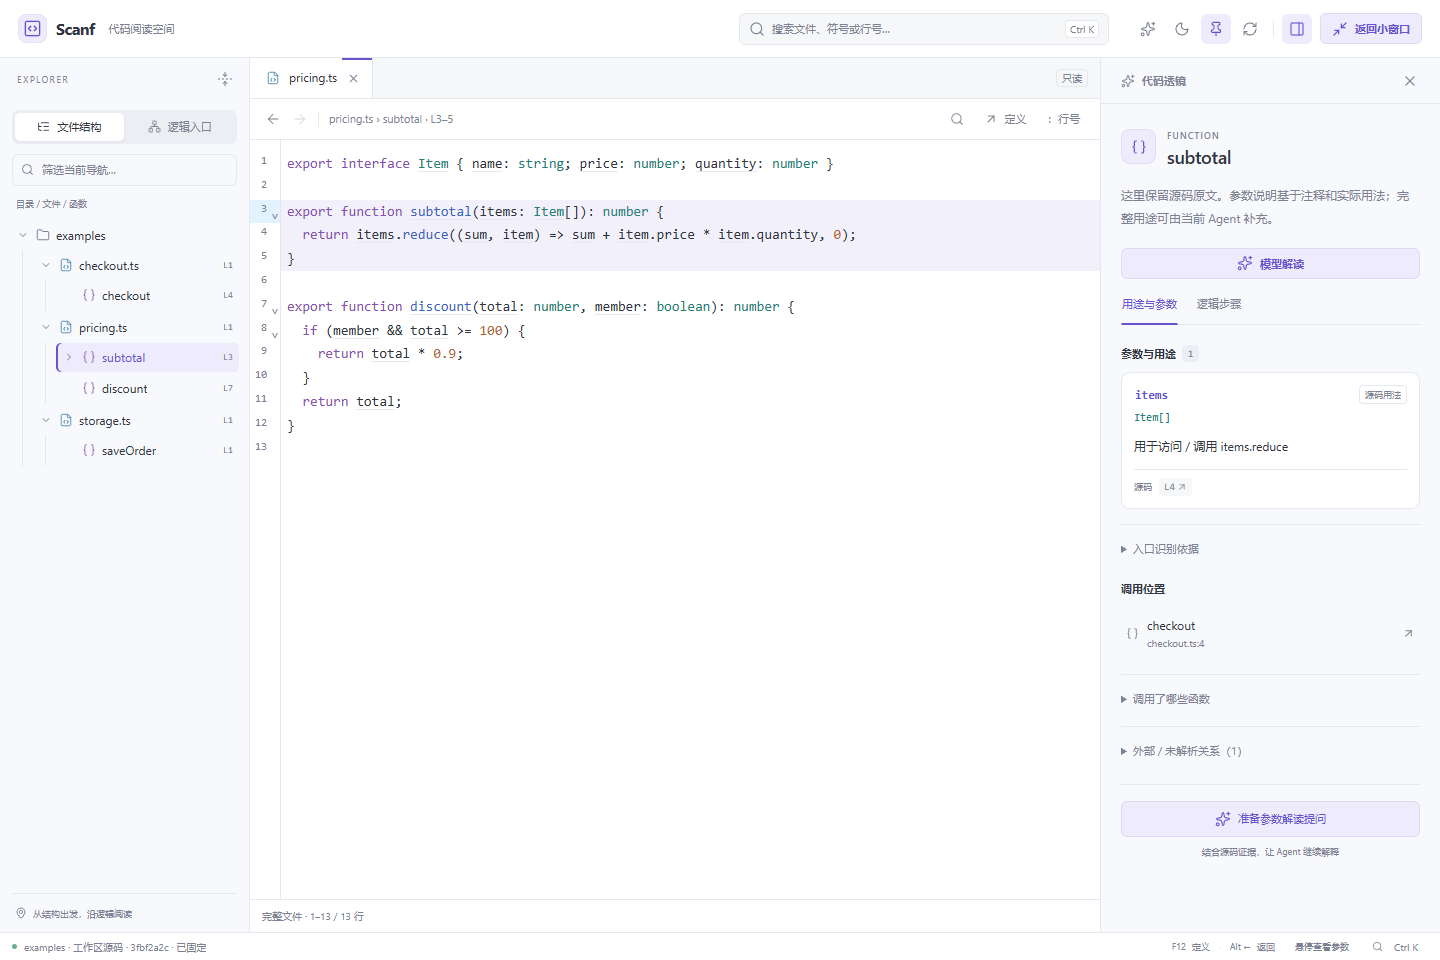 Scanf 代码阅读空间
搜索文件、符号或行号... Ctrl K
返回小窗口
EXPLORER
文件结构 逻辑入口
筛选当前导航...
目录 / 文件 / 函数
examples
checkout.ts L1
checkout L4
pricing.ts L1
subtotal L3
discount L7
storage.ts L1
saveOrder L1
从结构出发，沿逻辑阅读
pricing.ts 只读
pricing.ts › subtotal · L3–5 定义 : 行号
1 export interface Item { name: string; price: number; quantity: number }
2
3 export function subtotal(items: Item[]): number {
4 return items.reduce((sum, item) => sum + item.price * item.quantity, 0);
5 }
6
7 export function discount(total: number, member: boolean): number {
8 if (member && total >= 100) {
9 return total * 0.9;
10 }
11 return total;
12 }
13
完整文件 · 1–13 / 13 行
代码透镜
FUNCTION
subtotal
这里保留源码原文。参数说明基于注释和实际用法；完
整用途可由当前 Agent 补充。
模型解读
用途与参数 逻辑步骤
参数与用途 1
items 源码用法
Item[]
用于访问 / 调用 items.reduce
源码 L4
入口识别依据
调用位置
checkout
checkout.ts:4
调用了哪些函数
外部 / 未解析关系（1）
准备参数解读提问
结合源码证据，让 Agent 继续解释
examples · 工作区源码 · 3fbf2a2c · 已固定
F12 定义 Alt ← 返回 悬停查看参数 Ctrl K